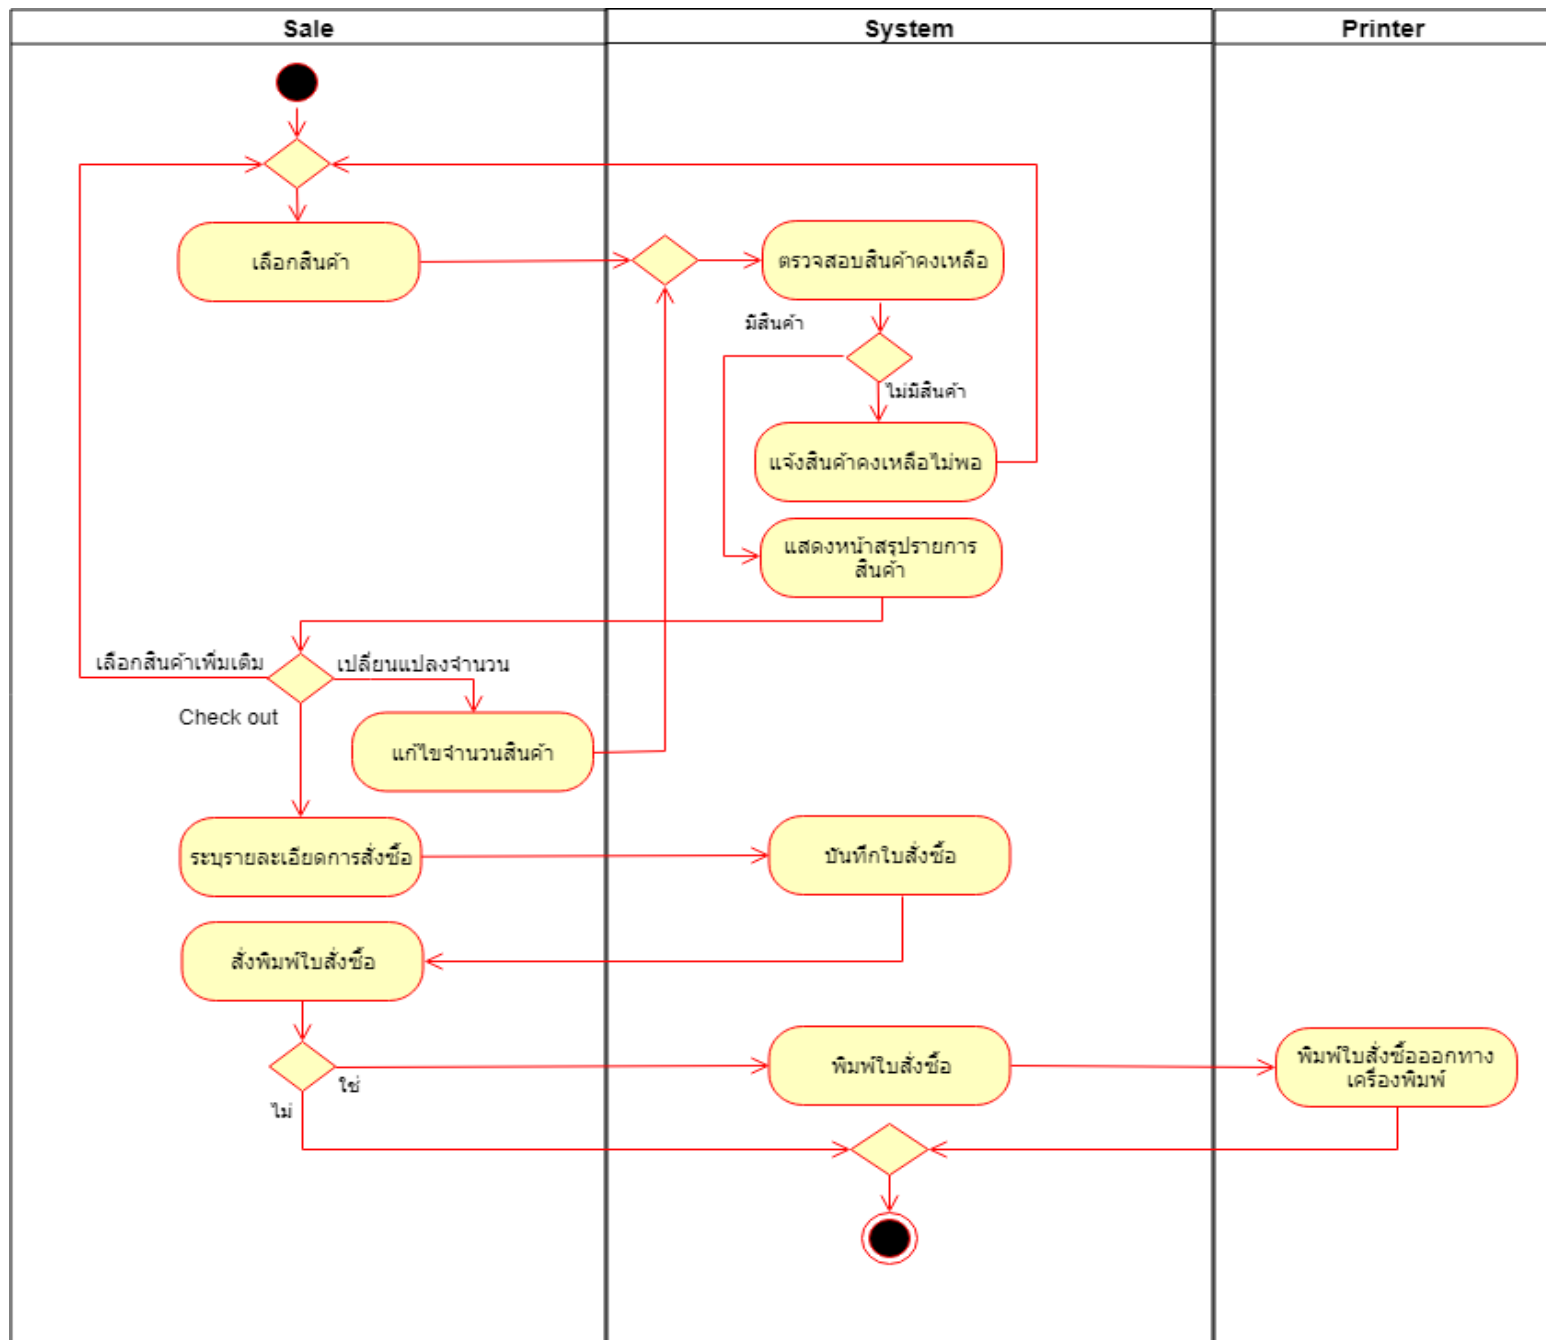 Sale
System
Printer
เลือกสินค้า
ตรวจสอบสินค้าคงเหลือ
มีสินค้า
ไม่มีสินค้า
แจ้งสินค้าคงเหลือไม่พอ
แสดงหน้าสรุปรายการ
สินค้า
เลือกสินค้าเพิ่มเติม
เปลี่ยนแปลงจำนวน
Check out
แก้ไขจำนวนสินค้า
ระบุรายละเอียดการสั่งซื้อ
บันทึกใบสั่งซื้อ
สั่งพิมพ์ใบสั่งซื้อ
พิมพ์ใบสั่งซื้อ
พิมพ์ใบสั่งซื้อออกทาง
เครื่องพิมพ์
ใช่
ไม่